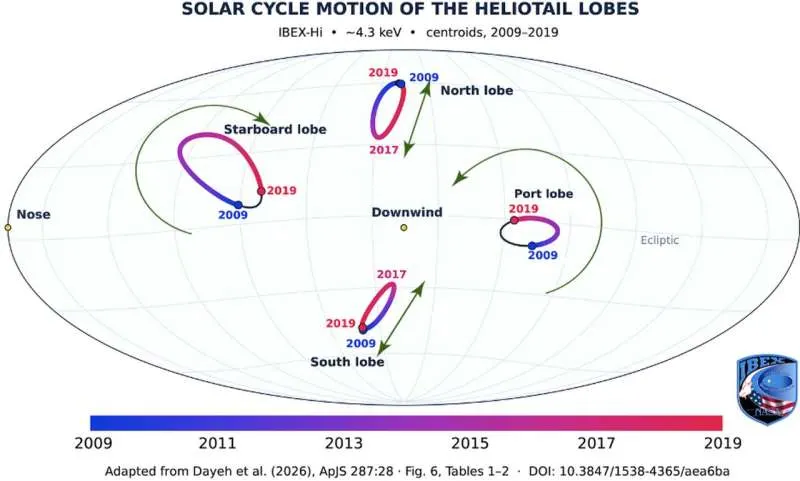 SOLAR CYCLE MOTION OF THE HELIOTAIL LOBES
IBEX-Hi • ~4.3 keV • centroids, 2009–2019
2019
2009
North lobe
2017
Starboard lobe
2019
2009
Nose
Downwind
Port lobe
2019
2009
Ecliptic
2017
2019
2009
South lobe
IBEX
NASA
2009 2011 2013 2015 2017 2019
Adapted from Dayeh et al. (2026), ApJS 287:28 · Fig. 6, Tables 1–2 · DOI: 10.3847/1538-4365/aea6ba